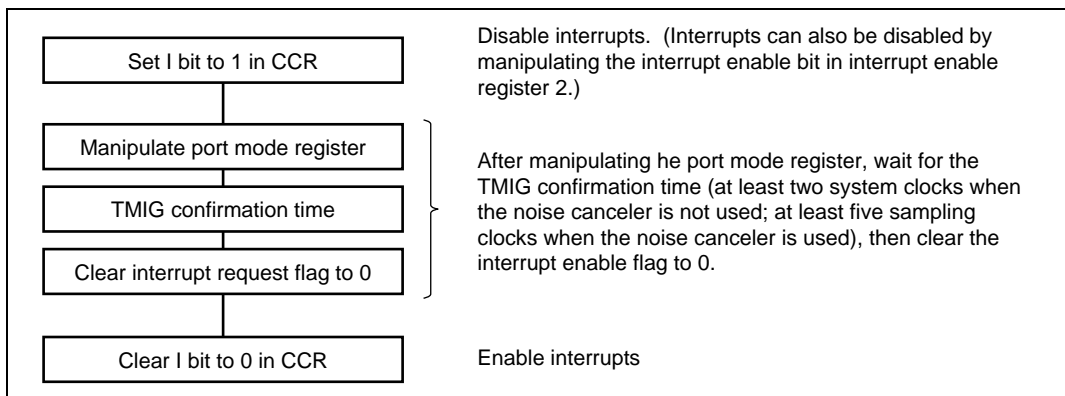 Set I bit to 1 in CCR
Disable interrupts. (Interrupts can also be disabled by
manipulating the interrupt enable bit in interrupt enable
register 2.)
Manipulate port mode register
TMIG confirmation time
Clear interrupt request flag to 0
After manipulating he port mode register, wait for the
TMIG confirmation time (at least two system clocks when
the noise canceler is not used; at least five sampling
clocks when the noise canceler is used), then clear the
interrupt enable flag to 0.
Clear I bit to 0 in CCR
Enable interrupts